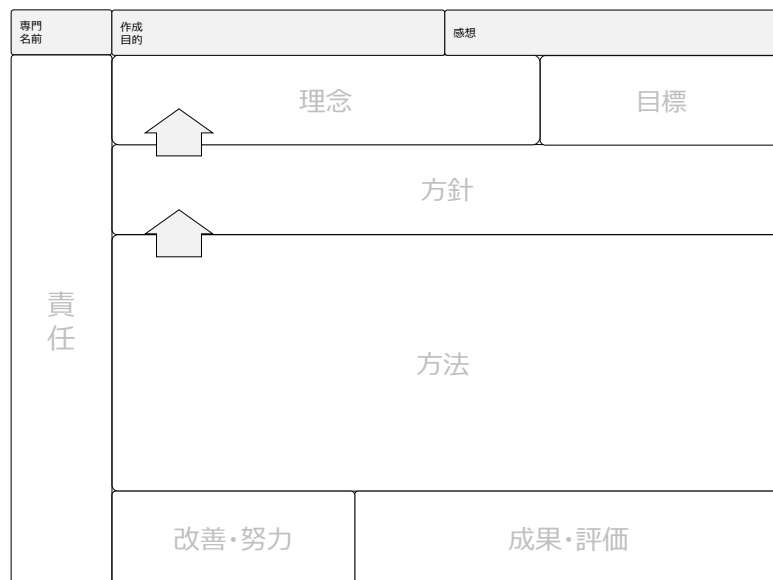 専門
名前
作成
目的
感想
理念
目標
方針
責
任
方法
改善・努力
成果・評価